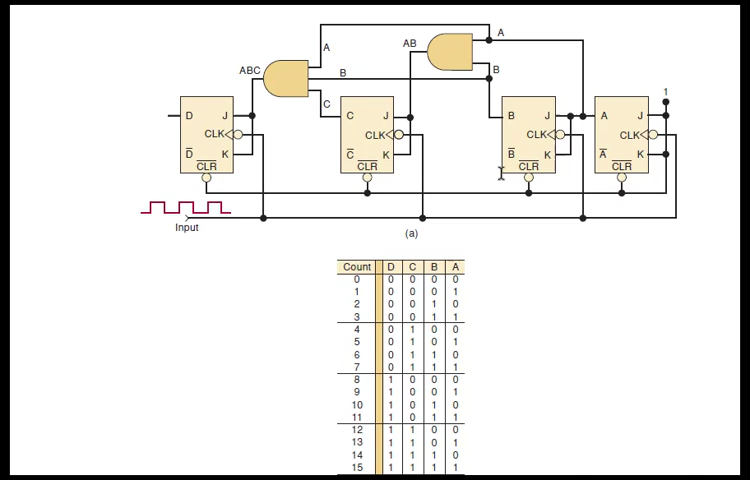 A
A
AB
ABC
B
B
C
1
D J
C J
B J
A J
CLK
CLK
CLK
CLK
D̅ K
C̅ K
B̅ K
A̅ K
C̅L̅R̅
C̅L̅R̅
C̅L̅R̅
C̅L̅R̅
Input
(a)
Count D C B A
0 0 0 0 0
1 0 0 0 1
2 0 0 1 0
3 0 0 1 1
4 0 1 0 0
5 0 1 0 1
6 0 1 1 0
7 0 1 1 1
8 1 0 0 0
9 1 0 0 1
10 1 0 1 0
11 1 0 1 1
12 1 1 0 0
13 1 1 0 1
14 1 1 1 0
15 1 1 1 1